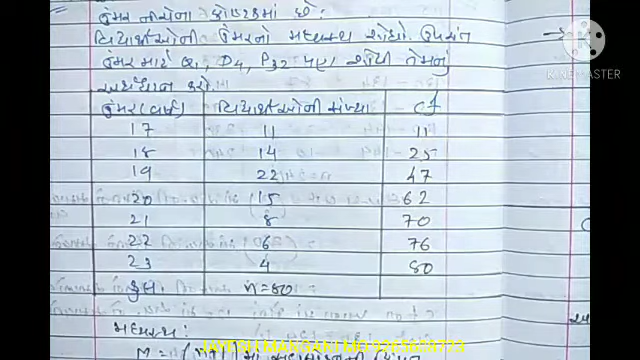 ઉંમર નીચેના કોષ્ટકમાં છે:
વિદ્યાર્થીઓની ઉંમરનો મધ્યસ્થ શોધો. ઉપરાંત
ઉંમર માટે Q1, D4, P32 પણ શોધી તેમનું
અર્થઘટન કરો.
ઉંમર (વર્ષ) વિદ્યાર્થીઓની સંખ્યા cf
17 11 11
18 14 25
19 22 47
20 15 62
21 8 70
22 6 76
23 4 80
કુલ n=80
મધ્યસ્થ:
KINEMASTER